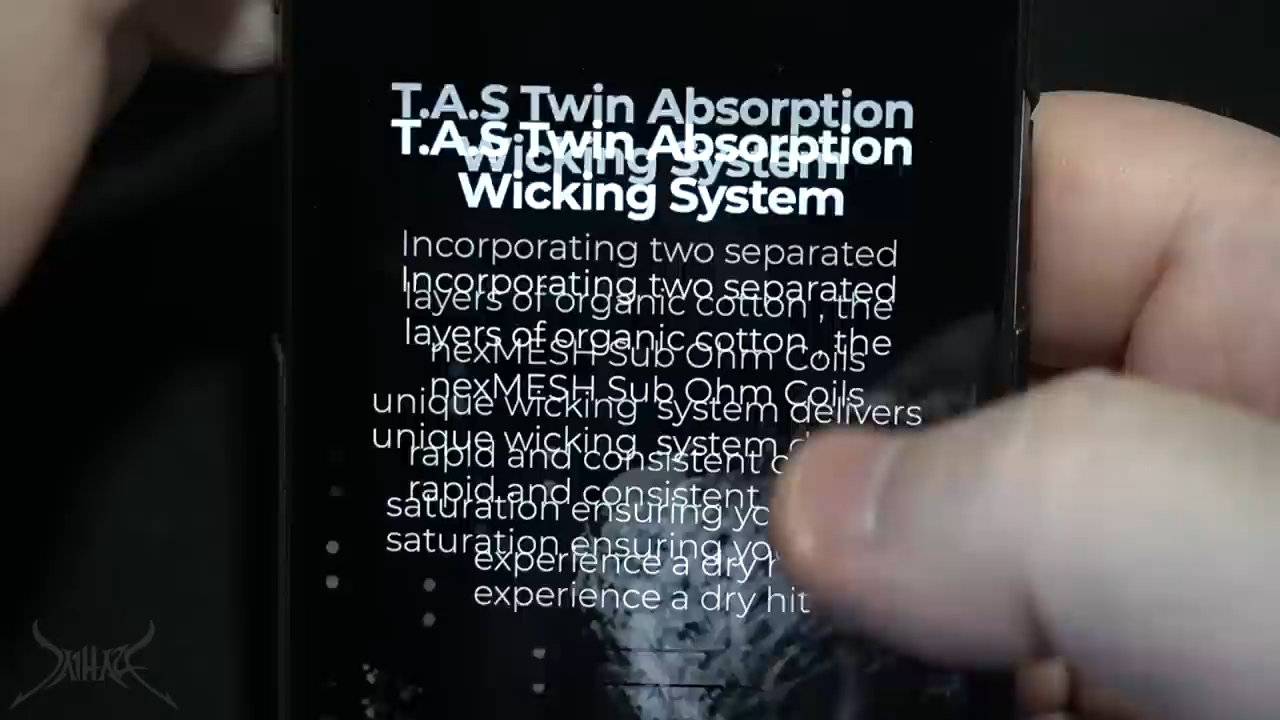 T.A.S Twin Absorption
Wicking System
Incorporating two separated
layers of organic cotton , the
nexMESH Sub Ohm Coils
unique wicking system delivers
rapid and consistent
saturation ensuring
experience a dry hit
DAIHAZE